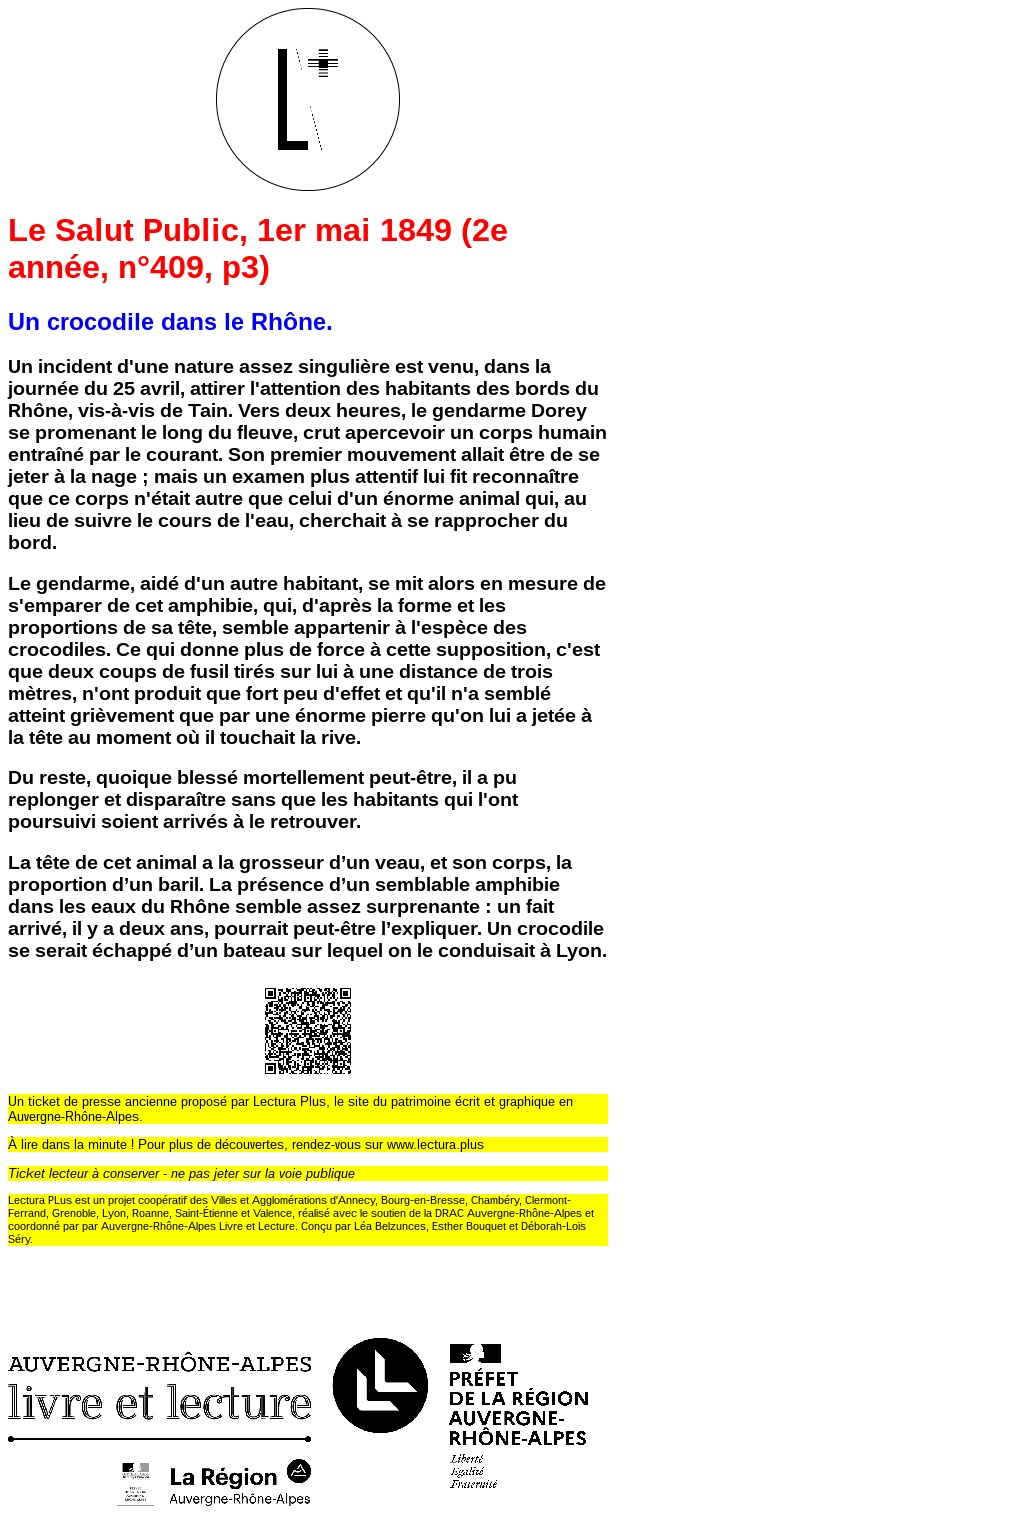 L+
Le Salut Public, 1er mai 1849 (2e
année, n°409, p3)
Un crocodile dans le Rhône.
Un incident d'une nature assez singulière est venu, dans la
journée du 25 avril, attirer l'attention des habitants des bords du
Rhône, vis-à-vis de Tain. Vers deux heures, le gendarme Dorey
se promenant le long du fleuve, crut apercevoir un corps humain
entraîné par le courant. Son premier mouvement allait être de se
jeter à la nage ; mais un examen plus attentif lui fit reconnaître
que ce corps n'était autre que celui d'un énorme animal qui, au
lieu de suivre le cours de l'eau, cherchait à se rapprocher du
bord.
Le gendarme, aidé d'un autre habitant, se mit alors en mesure de
s'emparer de cet amphibie, qui, d'après la forme et les
proportions de sa tête, semble appartenir à l'espèce des
crocodiles. Ce qui donne plus de force à cette supposition, c'est
que deux coups de fusil tirés sur lui à une distance de trois
mètres, n'ont produit que fort peu d'effet et qu'il n'a semblé
atteint grièvement que par une énorme pierre qu'on lui a jetée à
la tête au moment où il touchait la rive.
Du reste, quoique blessé mortellement peut-être, il a pu
replonger et disparaître sans que les habitants qui l'ont
poursuivi soient arrivés à le retrouver.
La tête de cet animal a la grosseur d’un veau, et son corps, la
proportion d’un baril. La présence d’un semblable amphibie
dans les eaux du Rhône semble assez surprenante : un fait
arrivé, il y a deux ans, pourrait peut-être l’expliquer. Un crocodile
se serait échappé d’un bateau sur lequel on le conduisait à Lyon.
Un ticket de presse ancienne proposé par Lectura Plus, le site du patrimoine écrit et graphique en
Auvergne-Rhône-Alpes.
À lire dans la minute ! Pour plus de découvertes, rendez-vous sur www.lectura.plus
Ticket lecteur à conserver - ne pas jeter sur la voie publique
Lectura PLus est un projet coopératif des Villes et Agglomérations d'Annecy, Bourg-en-Bresse, Chambéry, Clermont-
Ferrand, Grenoble, Lyon, Roanne, Saint-Étienne et Valence, réalisé avec le soutien de la DRAC Auvergne-Rhône-Alpes et
coordonné par par Auvergne-Rhône-Alpes Livre et Lecture. Conçu par Léa Belzunces, Esther Bouquet et Déborah-Loïs
Séry.
AUVERGNE-RHÔNE-ALPES
livre et lecture
La Région
Auvergne-Rhône-Alpes
PRÉFET
DE LA RÉGION
AUVERGNE-
RHÔNE-ALPES
Liberté
Égalité
Fraternité